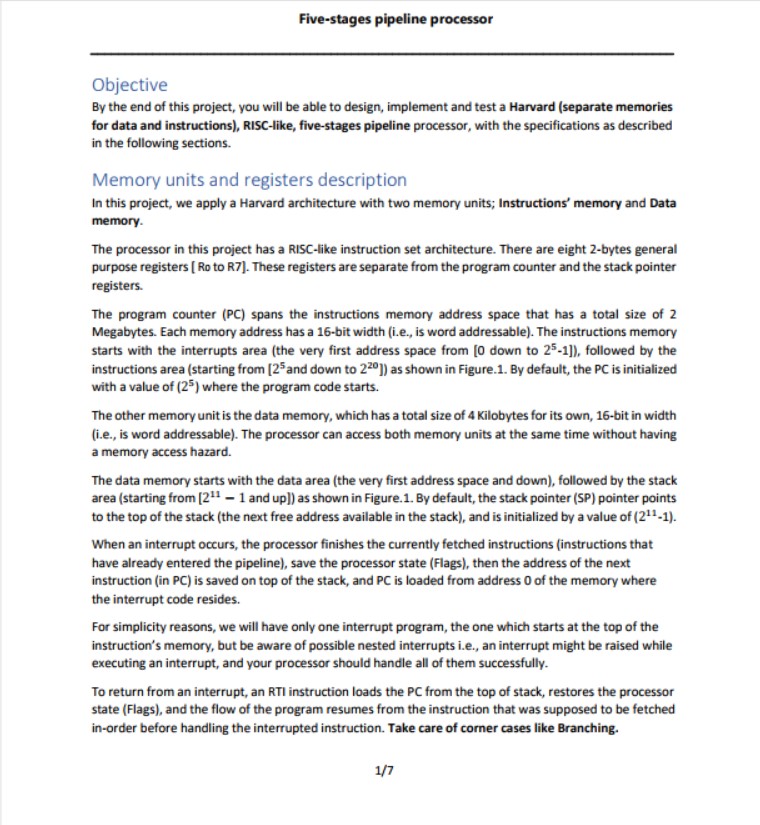 Five-stages pipeline processor
Objective
By the end of this project, you will be able to design, implement and test a Harvard (separate memories
for data and instructions), RISC-like, five-stages pipeline processor, with the specifications as described
in the following sections.
Memory units and registers description
In this project, we apply a Harvard architecture with two memory units; Instructions' memory and Data
memory.
The processor in this project has a RISC-like instruction set architecture. There are eight 2-bytes general
purpose registers [ R0 to R7]. These registers are separate from the program counter and the stack pointer
registers.
The program counter (PC) spans the instructions memory address space that has a total size of 2
Megabytes. Each memory address has a 16-bit width (i.e., is word addressable). The instructions memory
starts with the interrupts area (the very first address space from [0 down to 2⁵-1]), followed by the
instructions area (starting from [2⁵and down to 2²⁰]) as shown in Figure.1. By default, the PC is initialized
with a value of (2⁵) where the program code starts.
The other memory unit is the data memory, which has a total size of 4 Kilobytes for its own, 16-bit in width
(i.e., is word addressable). The processor can access both memory units at the same time without having
a memory access hazard.
The data memory starts with the data area (the very first address space and down), followed by the stack
area (starting from [2¹¹ – 1 and up]) as shown in Figure.1. By default, the stack pointer (SP) pointer points
to the top of the stack (the next free address available in the stack), and is initialized by a value of (2¹¹-1).
When an interrupt occurs, the processor finishes the currently fetched instructions (instructions that
have already entered the pipeline), save the processor state (Flags), then the address of the next
instruction (in PC) is saved on top of the stack, and PC is loaded from address 0 of the memory where
the interrupt code resides.
For simplicity reasons, we will have only one interrupt program, the one which starts at the top of the
instruction's memory, but be aware of possible nested interrupts i.e., an interrupt might be raised while
executing an interrupt, and your processor should handle all of them successfully.
To return from an interrupt, an RTI instruction loads the PC from the top of stack, restores the processor
state (Flags), and the flow of the program resumes from the instruction that was supposed to be fetched
in-order before handling the interrupted instruction. Take care of corner cases like Branching.
1/7